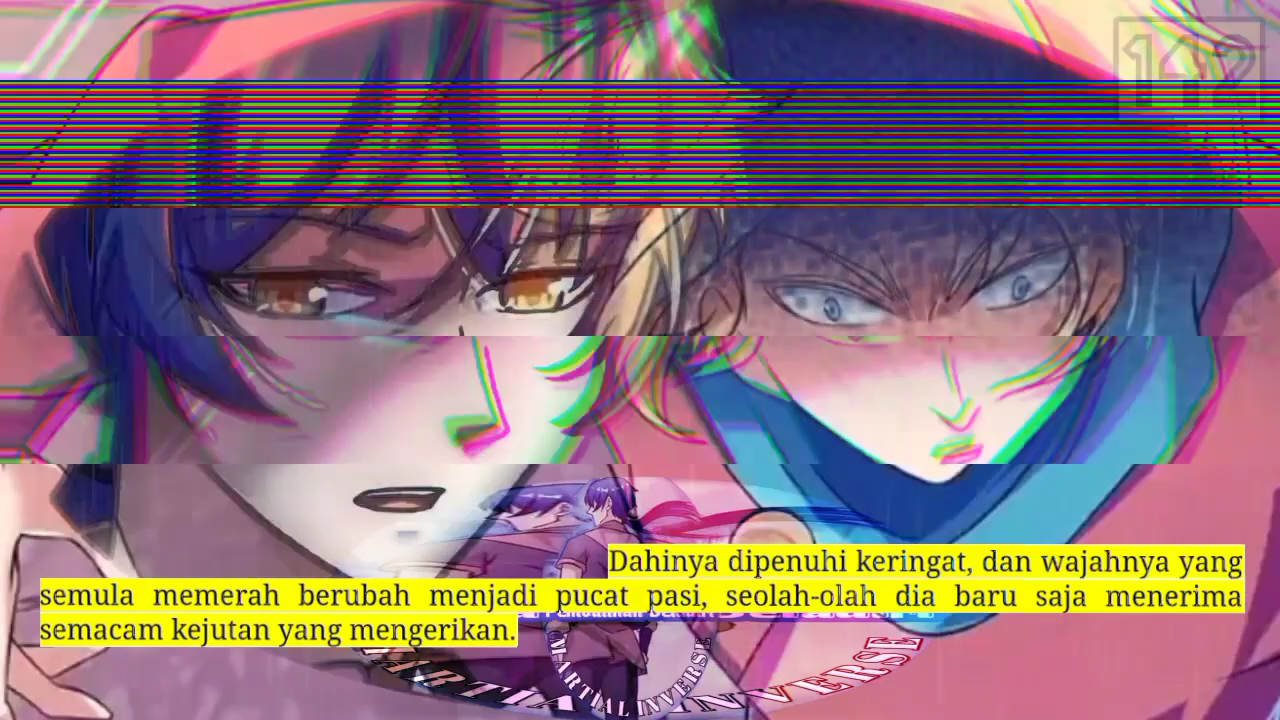 142
Dahinya dipenuhi keringat, dan wajahnya yang
semula memerah berubah menjadi pucat pasi, seolah-olah dia baru saja menerima
semacam kejutan yang mengerikan.
MARTIAL INVERSE
MARTIAL INVERSE